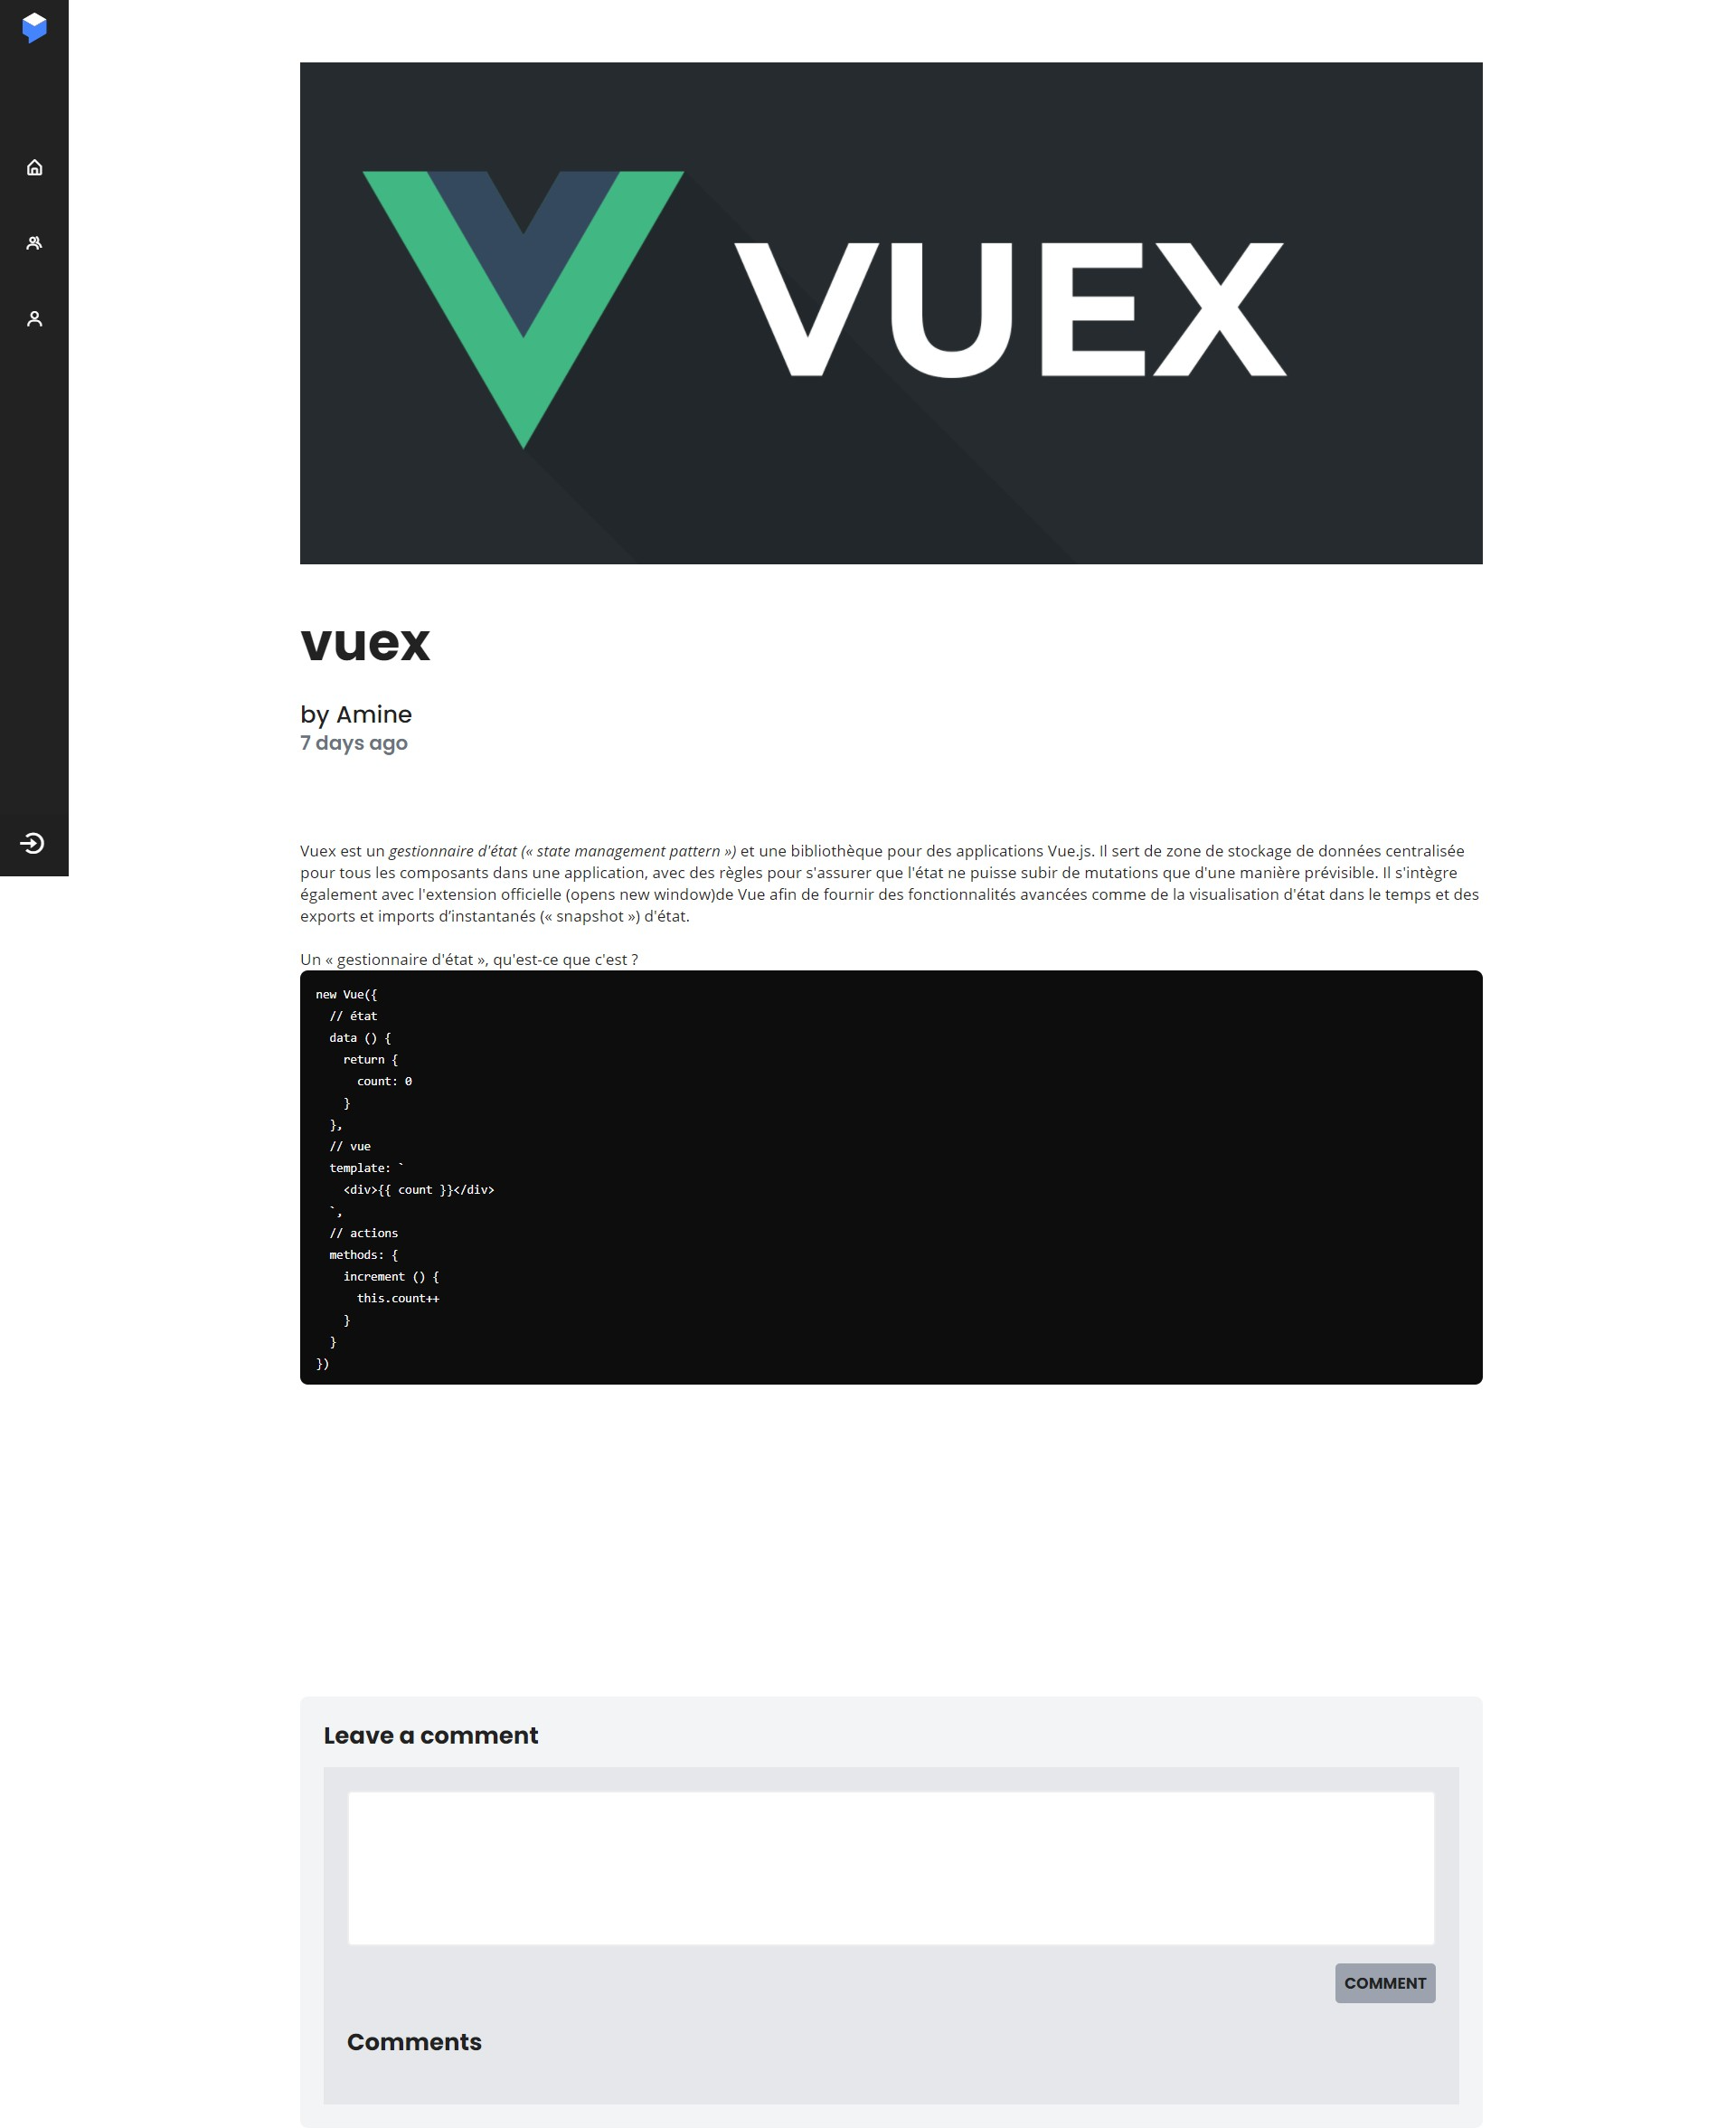 VUEX
vuex
by Amine
7 days ago
Vuex est un gestionnaire d'état (« state management pattern ») et une bibliothèque pour des applications Vue.js. Il sert de zone de stockage de données centralisée
pour tous les composants dans une application, avec des règles pour s'assurer que l'état ne puisse subir de mutations que d'une manière prévisible. Il s'intègre
également avec l'extension officielle (opens new window)de Vue afin de fournir des fonctionnalités avancées comme de la visualisation d'état dans le temps et des
exports et imports d’instantanés (« snapshot ») d'état.
Un « gestionnaire d'état », qu'est-ce que c'est ?
new Vue({
  // état
  data () {
    return {
      count: 0
    }
  },
  // vue
  template: `
    <div>{{ count }}</div>
  `,
  // actions
  methods: {
    increment () {
      this.count++
    }
  }
})
Leave a comment
COMMENT
Comments